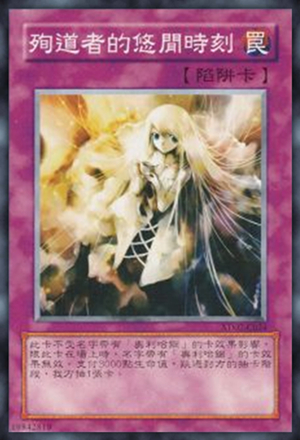 殉道者的悠閒時刻 罠
【陷阱卡】
此卡不受名字帶有「奧利哈鋼」的卡效果影響。
限此卡在場上時,名字帶有「奧利哈鋼」的卡效
果無效。支付3000點生命值,跳過對方的抽卡階
段,我方抽1張卡。